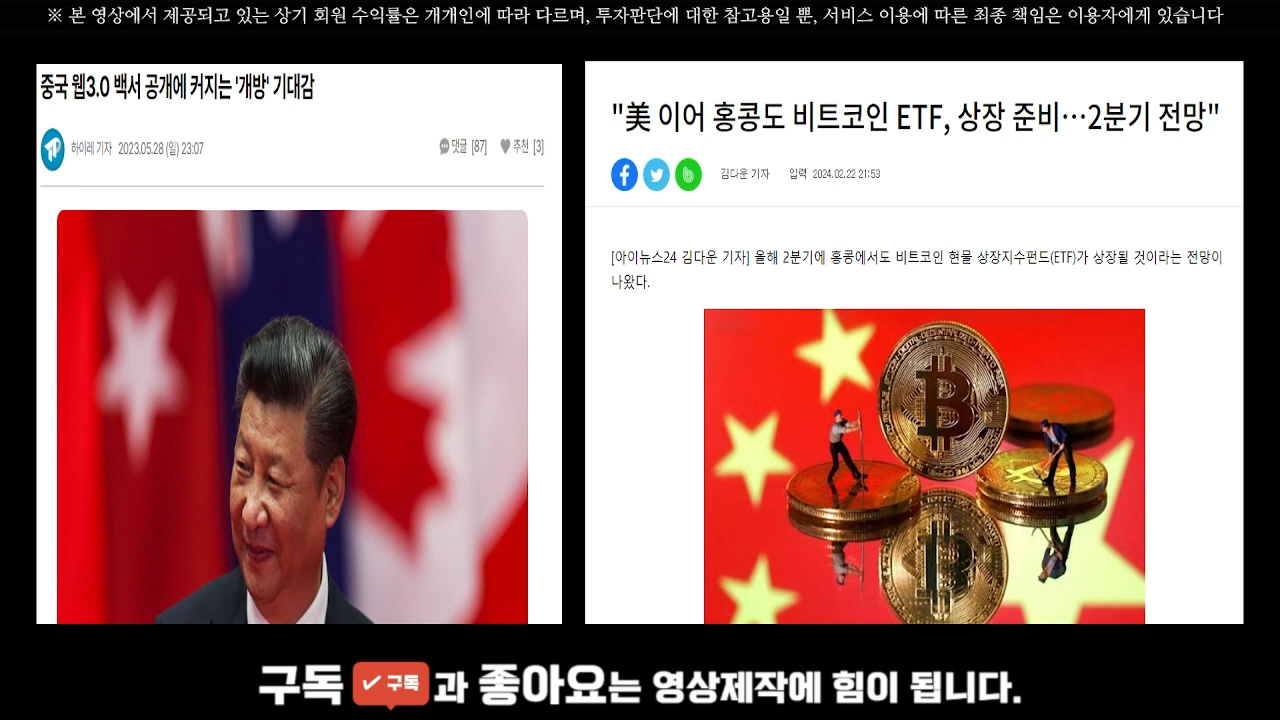 ※ 본 영상에서 제공되고 있는 상기 회원 수익률은 개개인에 따라 다르며, 투자판단에 대한 참고용일 뿐, 서비스 이용에 따른 최종 책임은 이용자에게 있습니다
중국 웹3.0 백서 공개에 커지는 '개방' 기대감
하이레 기자 2023.05.28 (일) 23:07
댓글 [87] 추천 [3]
"美 이어 홍콩도 비트코인 ETF, 상장 준비…2분기 전망"
김다운 기자 입력 2024.02.22 21:53
[아이뉴스24 김다운 기자] 올해 2분기에 홍콩에서도 비트코인 현물 상장지수펀드(ETF)가 상장될 것이라는 전망이
나왔다.
구독 구독 과 좋아요는 영상제작에 힘이 됩니다.